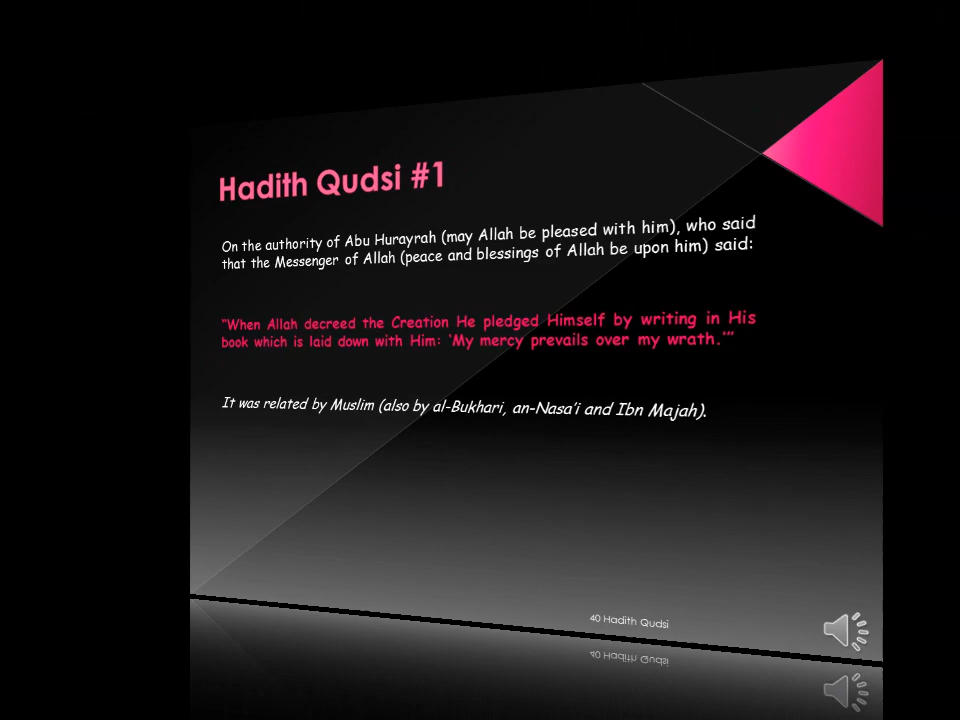 Hadith Qudsi #1
On the authority of Abu Hurayrah (may Allah be pleased with him), who said
that the Messenger of Allah (peace and blessings of Allah be upon him) said:
“When Allah decreed the Creation He pledged Himself by writing in His
book which is laid down with Him: ‘My mercy prevails over my wrath.’”
It was related by Muslim (also by al-Bukhari, an-Nasa’i and Ibn Majah).
40 Hadith Qudsi